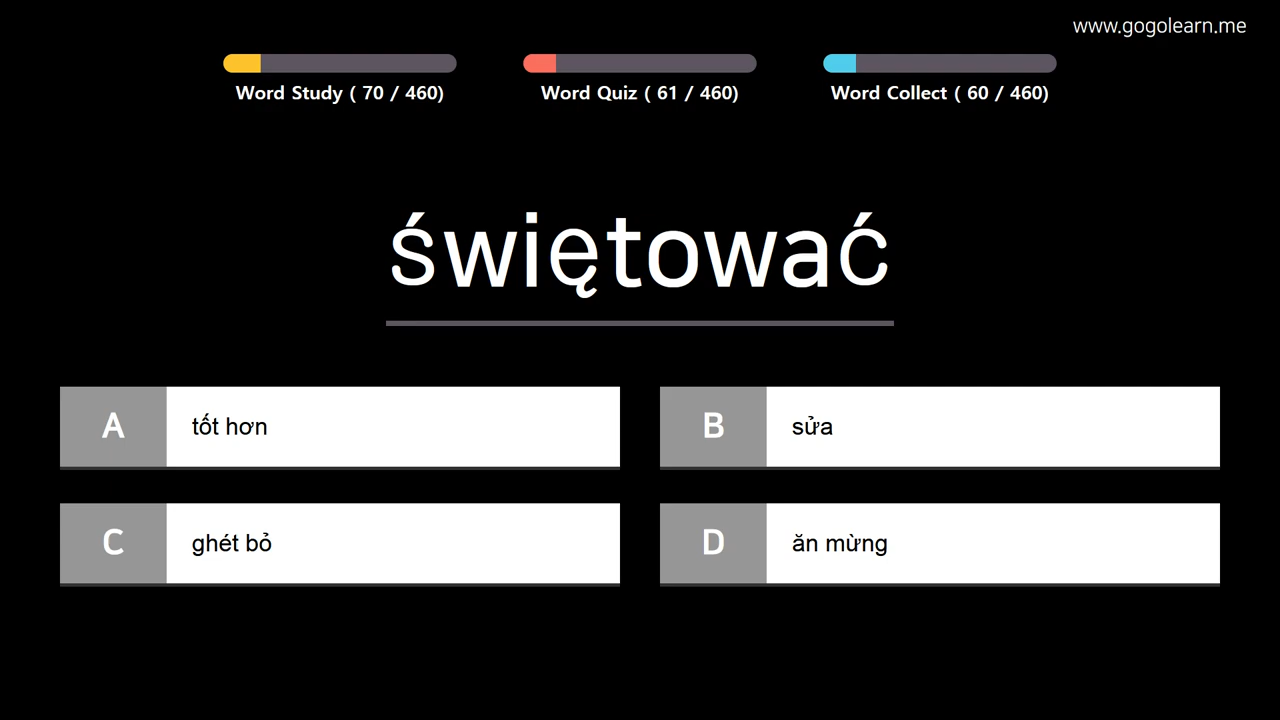 www.gogolearn.me
Word Study ( 70 / 460)
Word Quiz ( 61 / 460)
Word Collect ( 60 / 460)
świętować
A
tốt hơn
B
sửa
C
ghét bỏ
D
ăn mừng